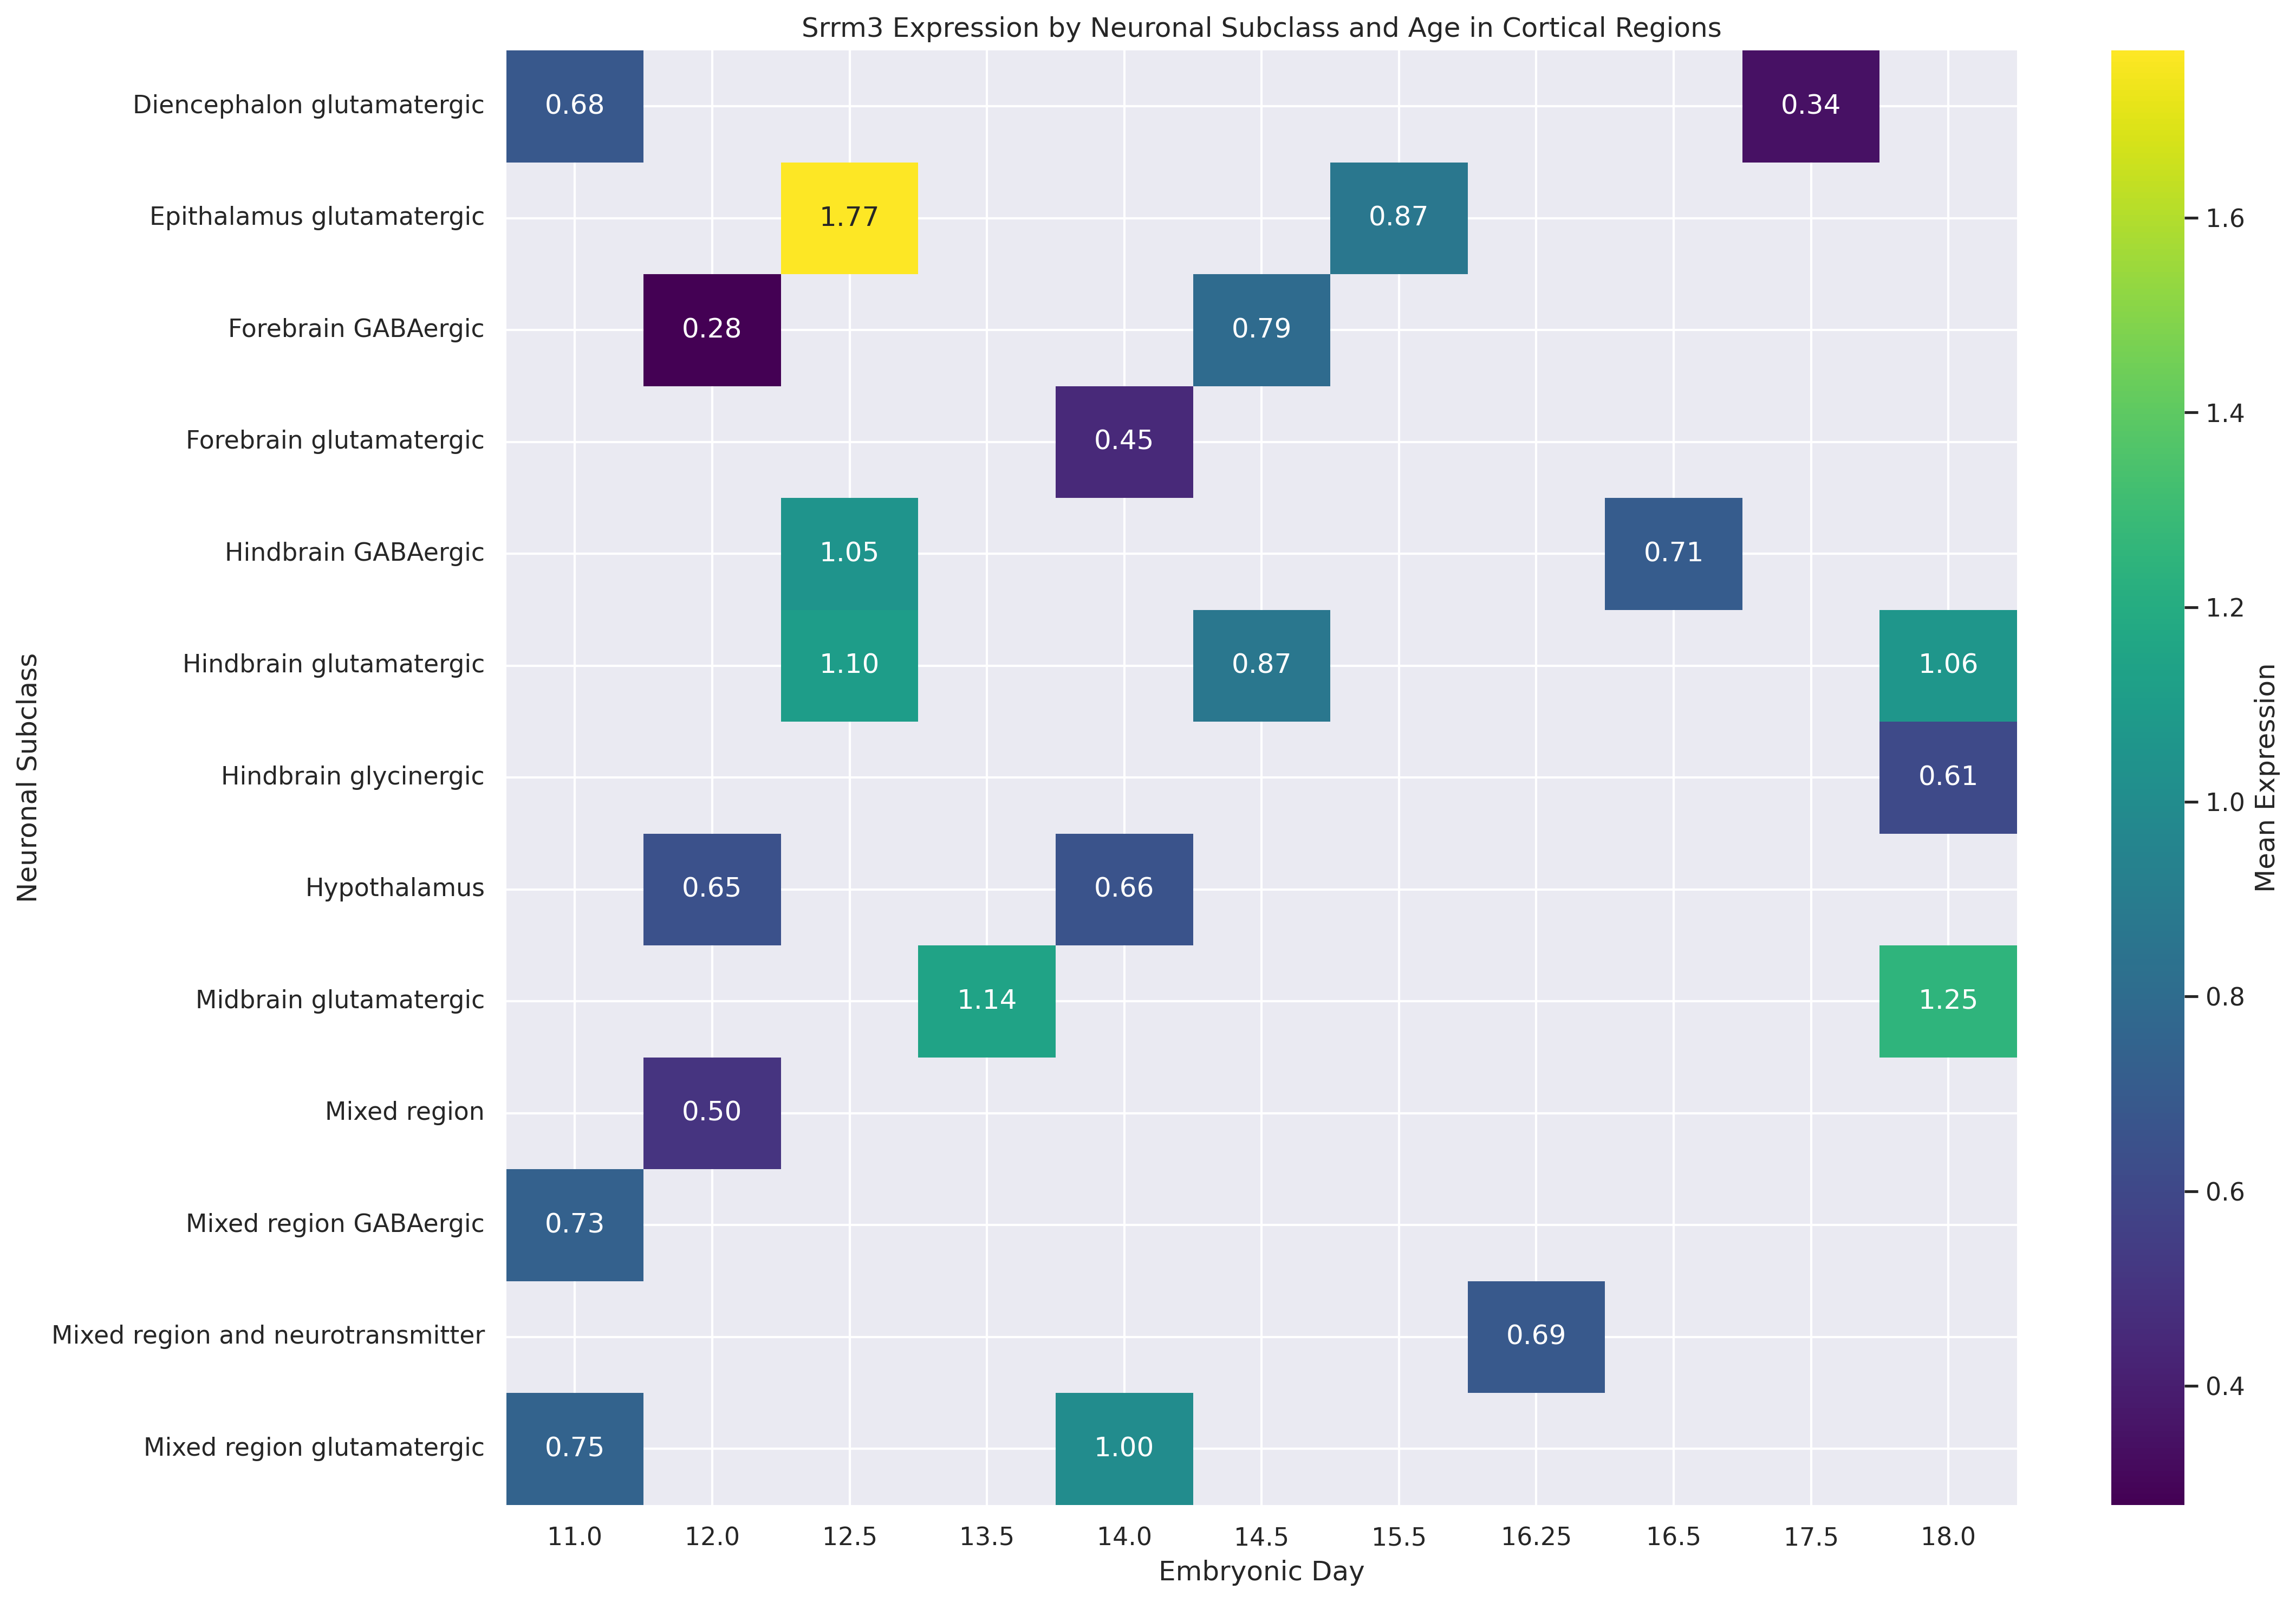 Srrm3 Expression by Neuronal Subclass and Age in Cortical Regions
Neuronal Subclass
Diencephalon glutamatergic 0.68 0.34
Epithalamus glutamatergic 1.77 0.87
Forebrain GABAergic 0.28 0.79
Forebrain glutamatergic 0.45
Hindbrain GABAergic 1.05 0.71
Hindbrain glutamatergic 1.10 0.87 1.06
Hindbrain glycinergic 0.61
Hypothalamus 0.65 0.66
Midbrain glutamatergic 1.14 1.25
Mixed region 0.50
Mixed region GABAergic 0.73
Mixed region and neurotransmitter 0.69
Mixed region glutamatergic 0.75 1.00
11.0 12.0 12.5 13.5 14.0 14.5 15.5 16.25 16.5 17.5 18.0
Embryonic Day
1.6
1.4
1.2
1.0
0.8
0.6
0.4
Mean Expression